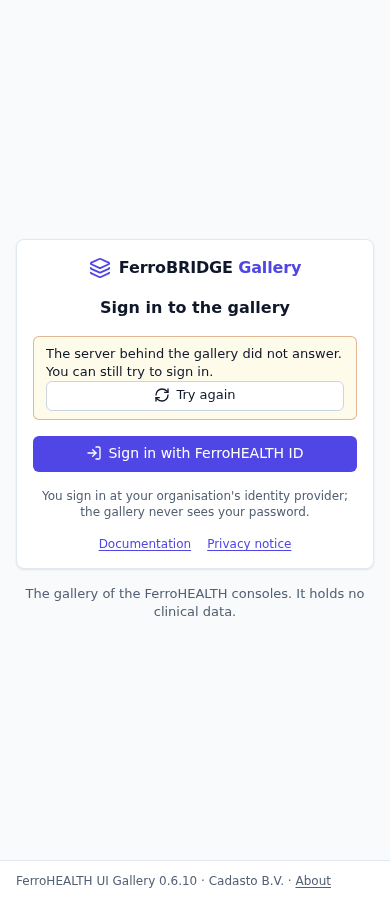 FerroBRIDGE Gallery
Sign in to the gallery
The server behind the gallery did not answer.
You can still try to sign in.
Try again
Sign in with FerroHEALTH ID
You sign in at your organisation's identity provider;
the gallery never sees your password.
Documentation Privacy notice
The gallery of the FerroHEALTH consoles. It holds no
clinical data.
FerroHEALTH UI Gallery 0.6.10 · Cadasto B.V. · About